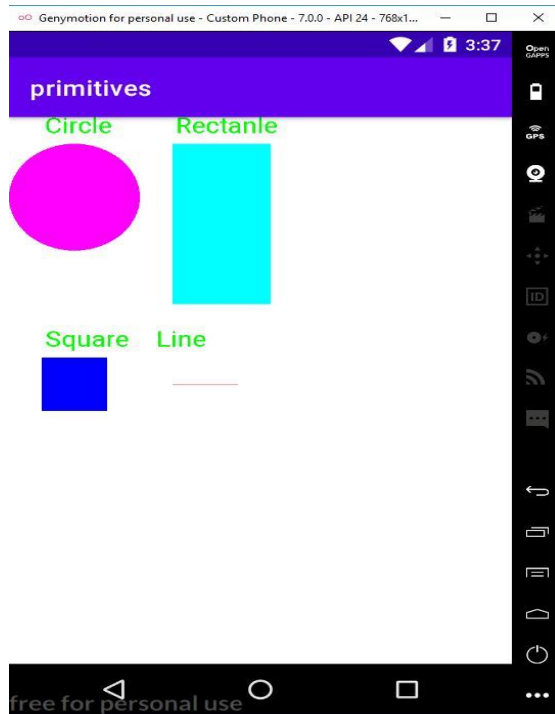 Genymotion for personal use - Custom Phone - 7.0.0 - API 24 - 768x1...
3:37
Open
GAPPS
primitives
GPS
Circle Rectanle
ID
Square Line
free for personal use